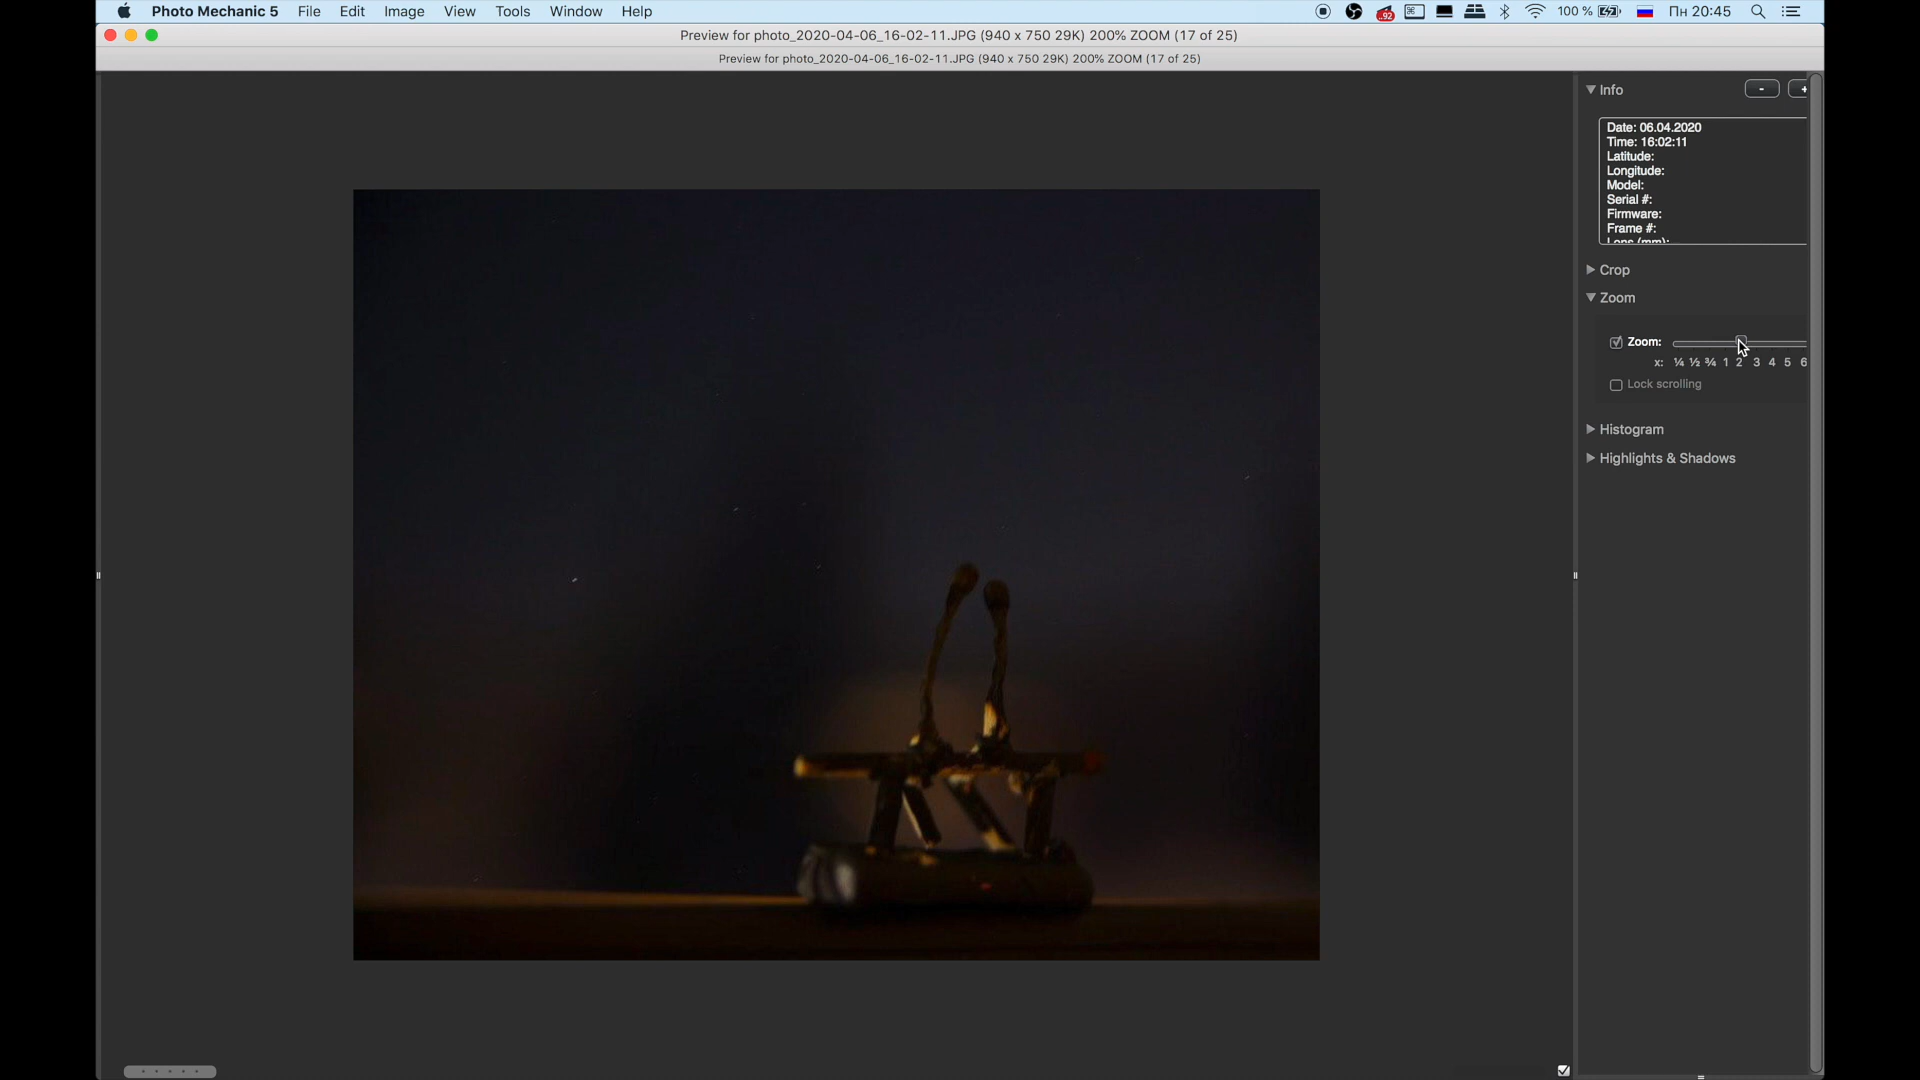 Photo Mechanic 5 File Edit Image View Tools Window Help ..92 100 % Пн 20:45
Preview for photo_2020-04-06_16-02-11.JPG (940 x 750 29K) 200% ZOOM (17 of 25)
Preview for photo_2020-04-06_16-02-11.JPG (940 x 750 29K) 200% ZOOM (17 of 25)
Info - +
Date: 06.04.2020
Time: 16:02:11
Latitude:
Longitude:
Model:
Serial #:
Firmware:
Frame #:
Lens (mm):
Crop
Zoom
Zoom:
x: ¼ ½ ¾ 1 2 3 4 5 6
Lock scrolling
Histogram
Highlights & Shadows